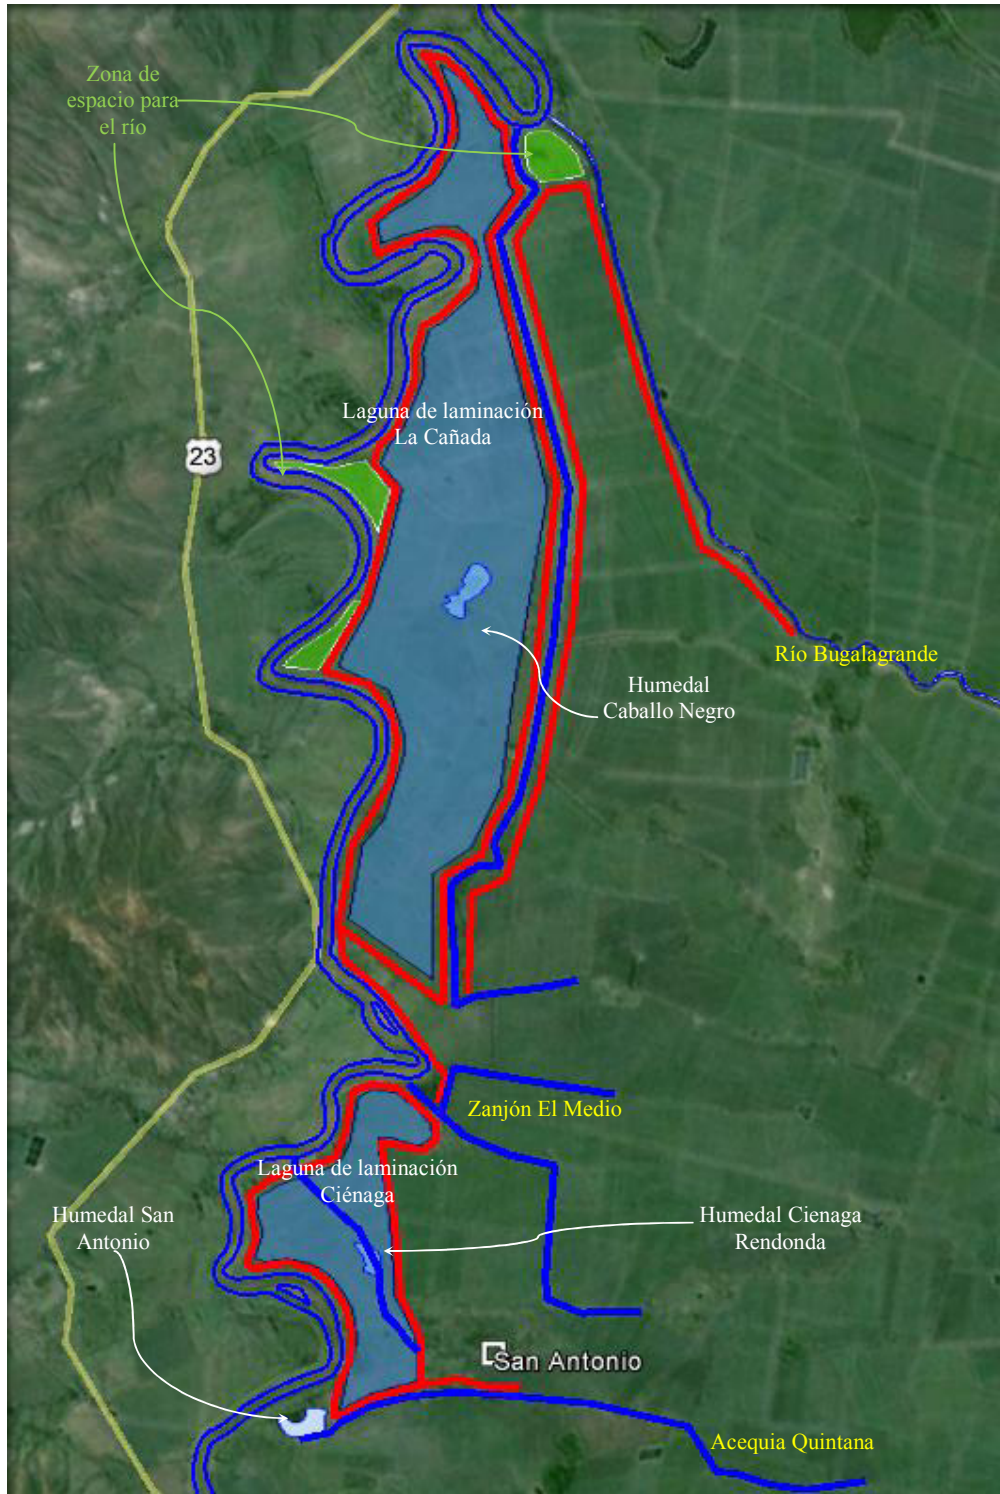 Zona de
espacio para
el río
Laguna de laminación
La Cañada
23
Río Bugalagrande
Humedal
Caballo Negro
Zanjón El Medio
Laguna de laminación
Ciénaga
Humedal San
Antonio
Humedal Cienaga
Rendonda
San Antonio
Acequia Quintana